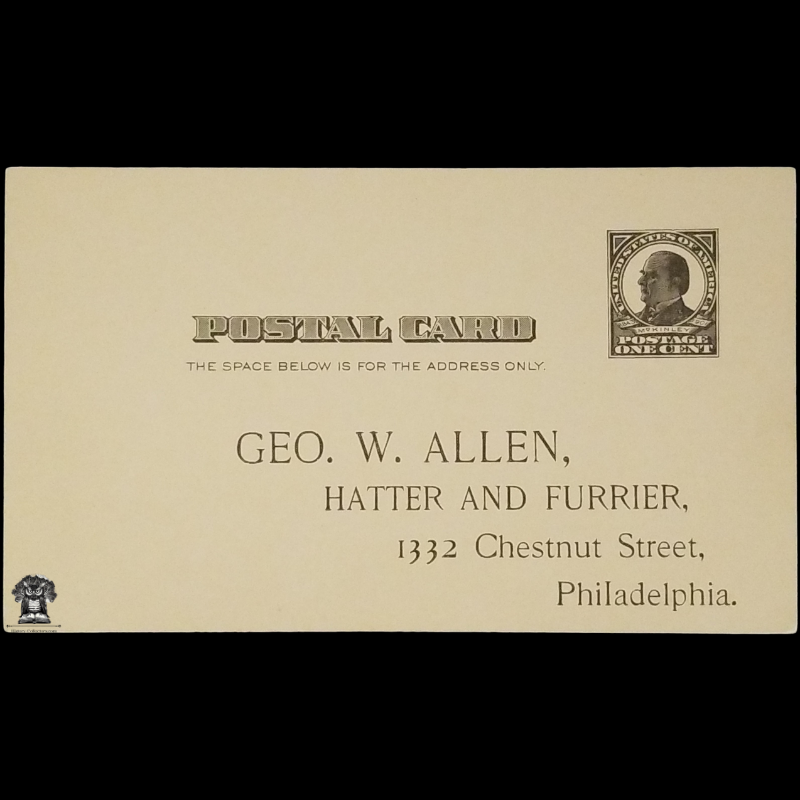 UNITED STATES OF AMERICA
McKINLEY
POSTAGE
ONE CENT
POSTAL CARD
THE SPACE BELOW IS FOR THE ADDRESS ONLY.
GEO. W. ALLEN,
HATTER AND FURRIER,
1332 Chestnut Street,
Philadelphia.